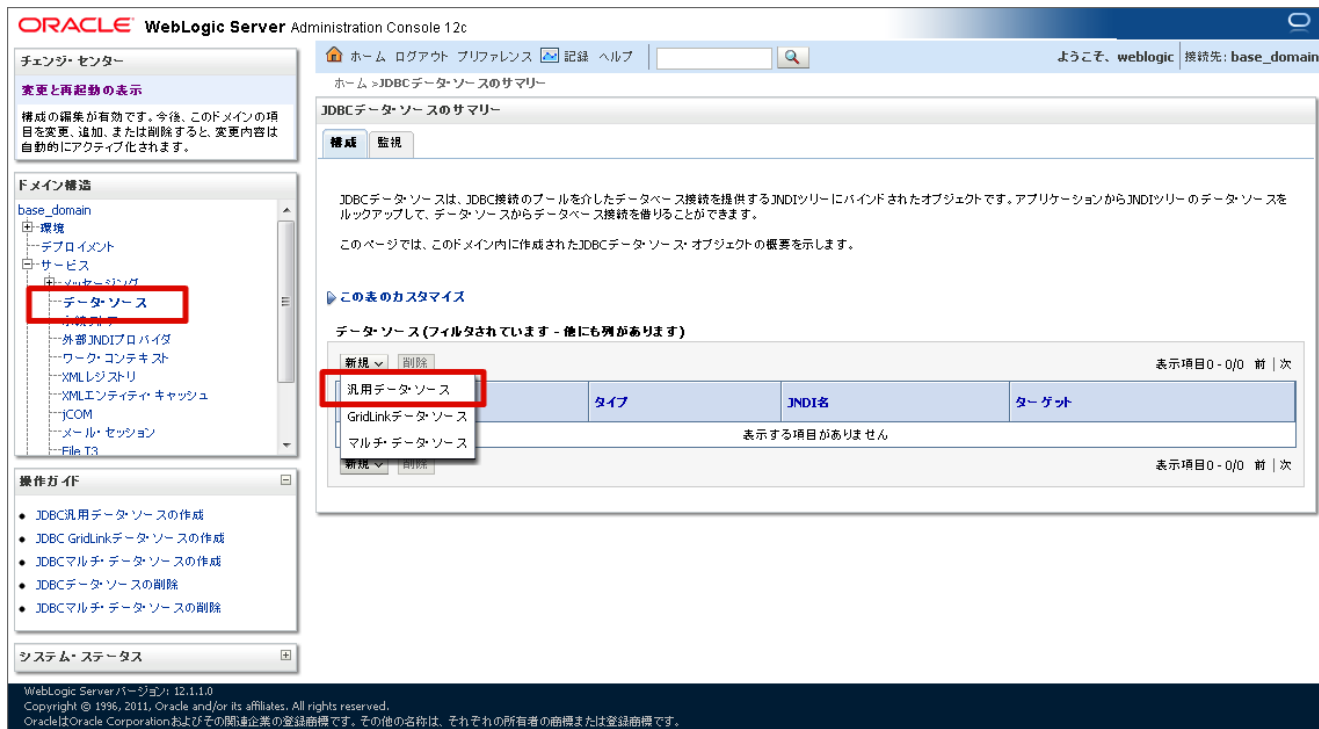 ORACLE WebLogic Server Administration Console 12c
チェンジ・センター
変更と再起動の表示
構成の編集が有効です。今後、このドメインの項
目を変更、追加、または削除すると、変更内容は
自動的にアクティブ化されます。
ドメイン構造
base_domain
環境
デプロイメント
サービス
メッセージング
データ・ソース
永続ストア
外部JNDIプロバイダ
ワーク・コンテキスト
XMLレジストリ
XMLエンティティ・キャッシュ
jCOM
メール・セッション
File T3
操作ガイド
JDBC汎用データ・ソースの作成
JDBC GridLinkデータ・ソースの作成
JDBCマルチ・データ・ソースの作成
JDBCデータ・ソースの削除
JDBCマルチ・データ・ソースの削除
システム・ステータス
ホーム ログアウト プリファレンス 記録 ヘルプ
ようこそ、weblogic 接続先: base_domain
ホーム >JDBCデータ・ソースのサマリー
JDBCデータ・ソースのサマリー
構成 監視
JDBCデータ・ソースは、JDBC接続のプールを介したデータベース接続を提供するJNDIツリーにバインドされたオブジェクトです。アプリケーションからJNDIツリーのデータ・ソースを
ルックアップして、データ・ソースからデータベース接続を借りることができます。
このページでは、このドメイン内に作成されたJDBCデータ・ソース・オブジェクトの概要を示します。
この表のカスタマイズ
データ・ソース(フィルタされています - 他にも列があります)
新規 削除 表示項目0 - 0/0 前 | 次
汎用データ・ソース
GridLinkデータ・ソース
マルチ・データ・ソース
タイプ JNDI名 ターゲット
表示する項目がありません
新規 削除 表示項目0 - 0/0 前 | 次
WebLogic Serverバージョン: 12.1.1.0
Copyright © 1996, 2011, Oracle and/or its affiliates. All rights reserved.
OracleはOracle Corporationおよびその関連企業の登録商標です。その他の名称は、それぞれの所有者の商標または登録商標です。